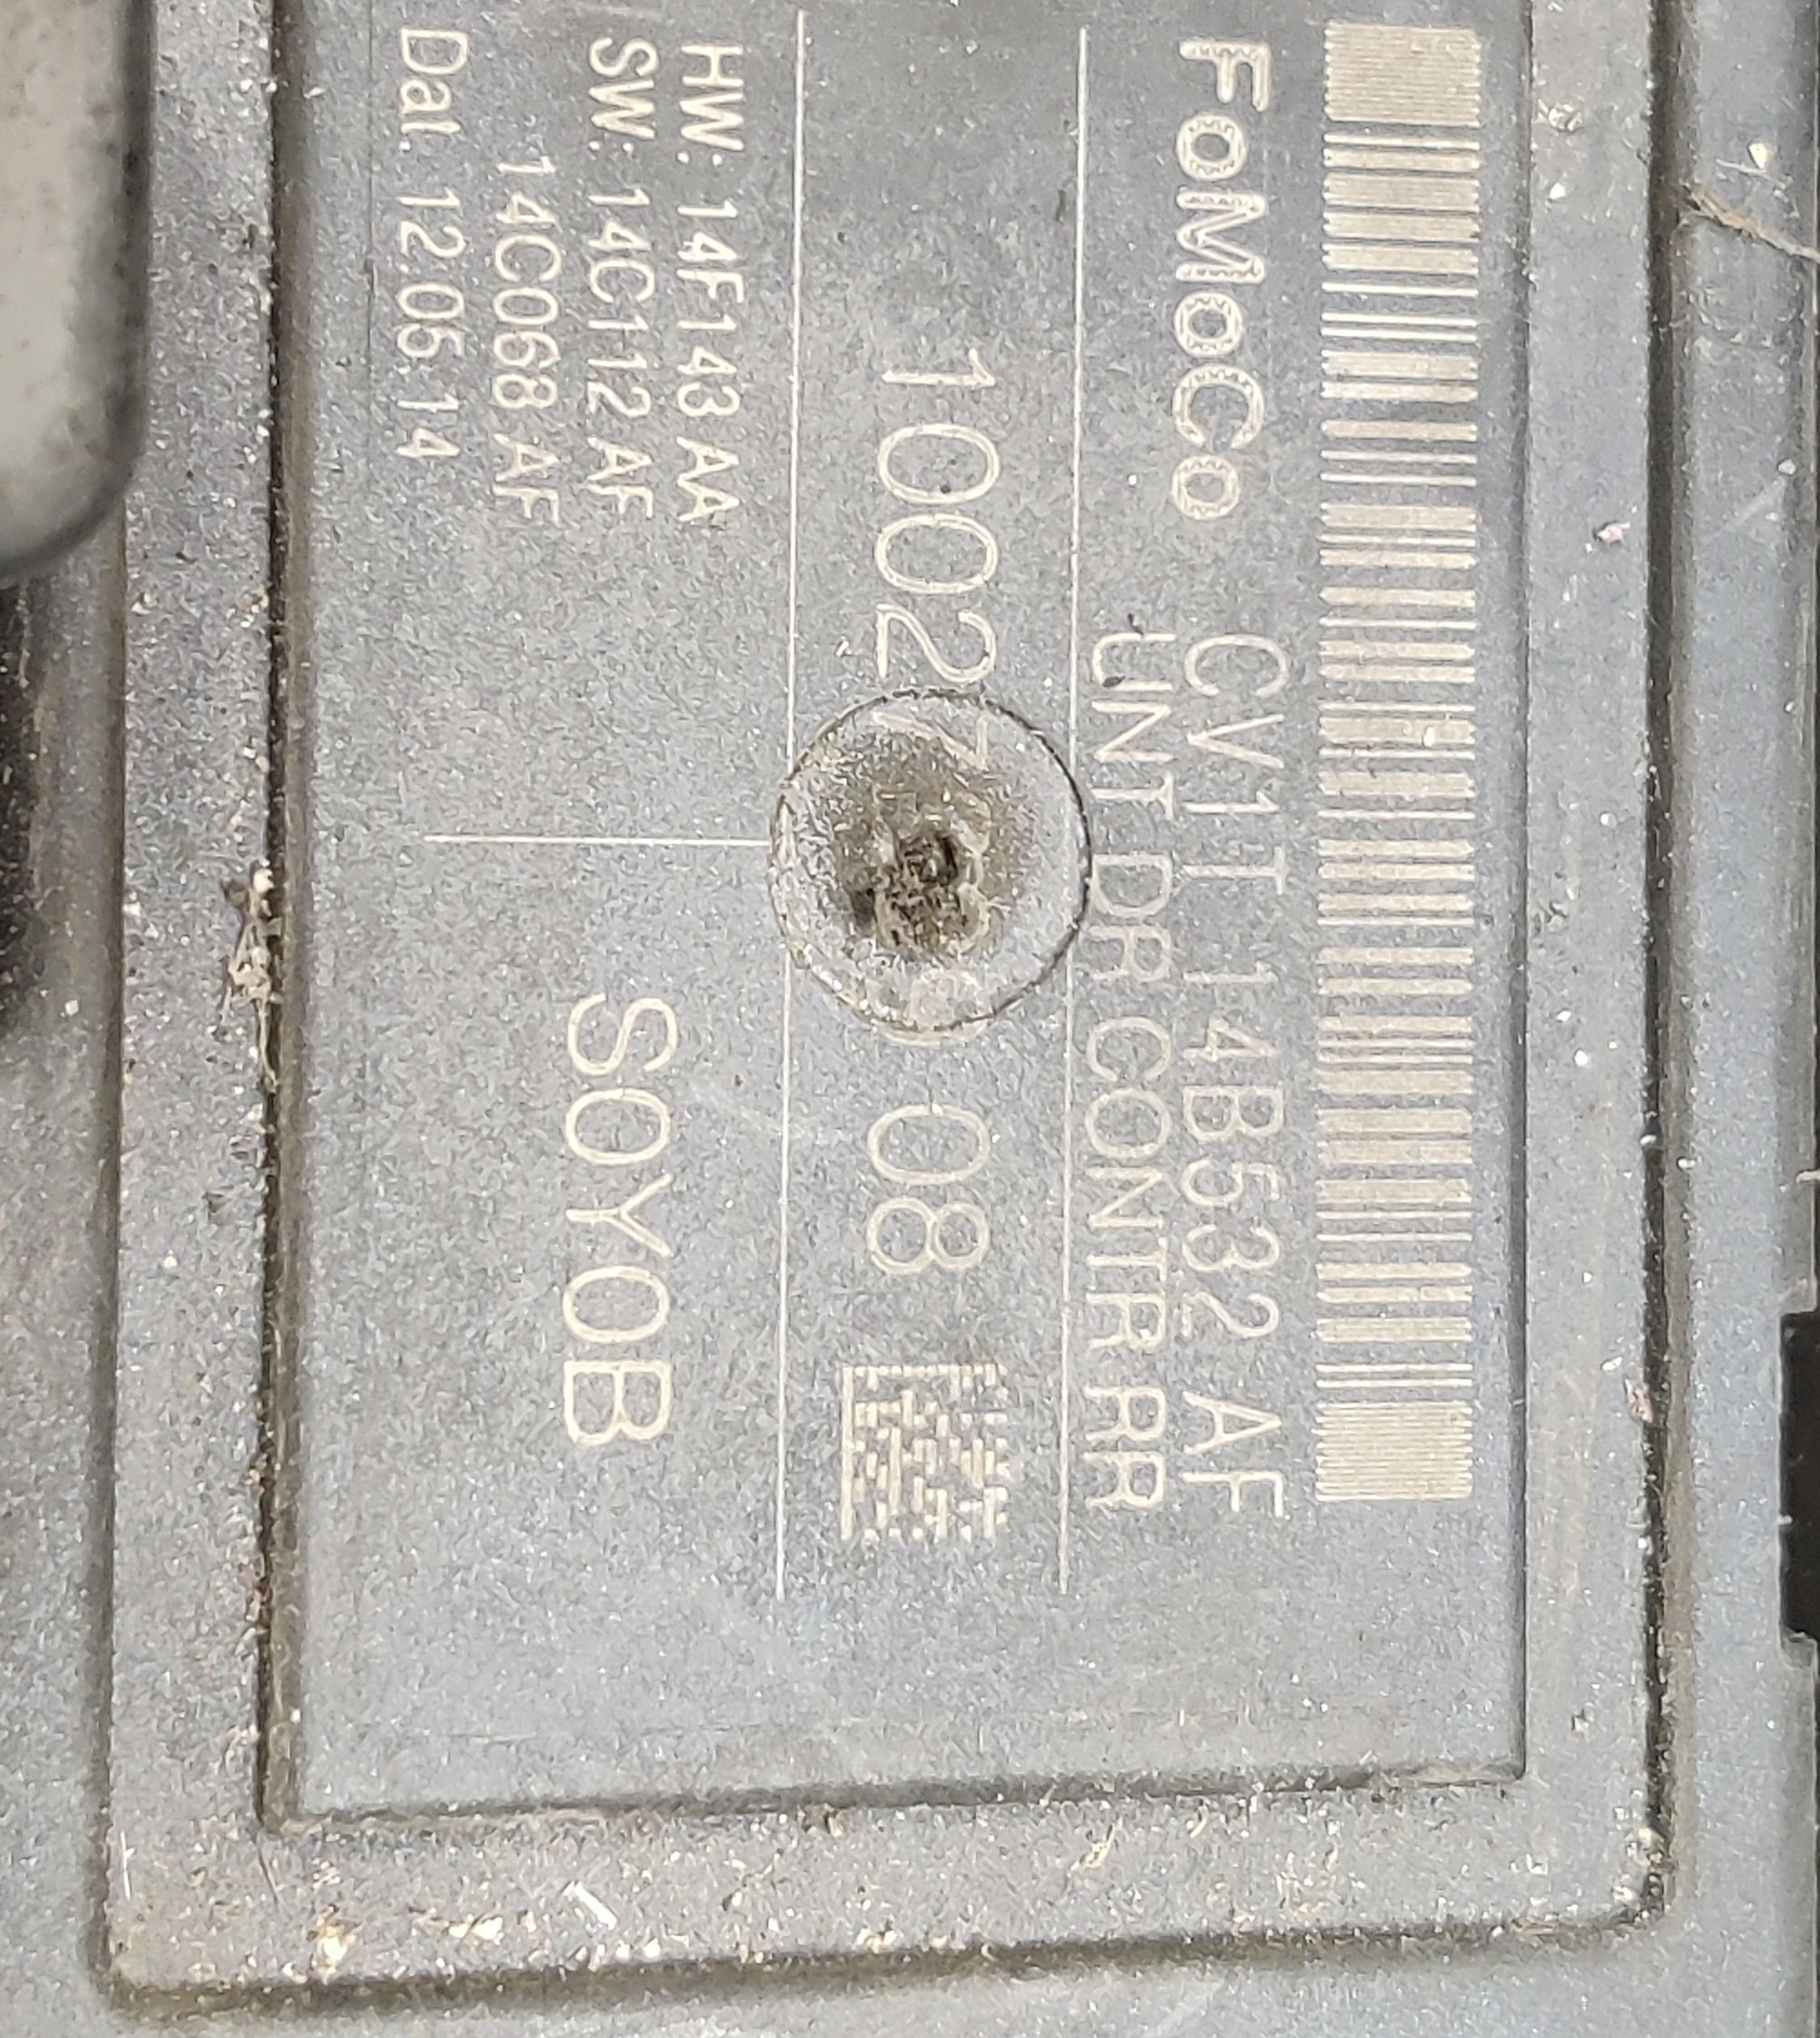 FoMoCo CV1T 14B532 AF
UNT DR CONTR RR
1002 08
HW: 14F143 AA
SW: 14C112 AF
14C068 AF
Dat. 12.05.14
S0Y0B